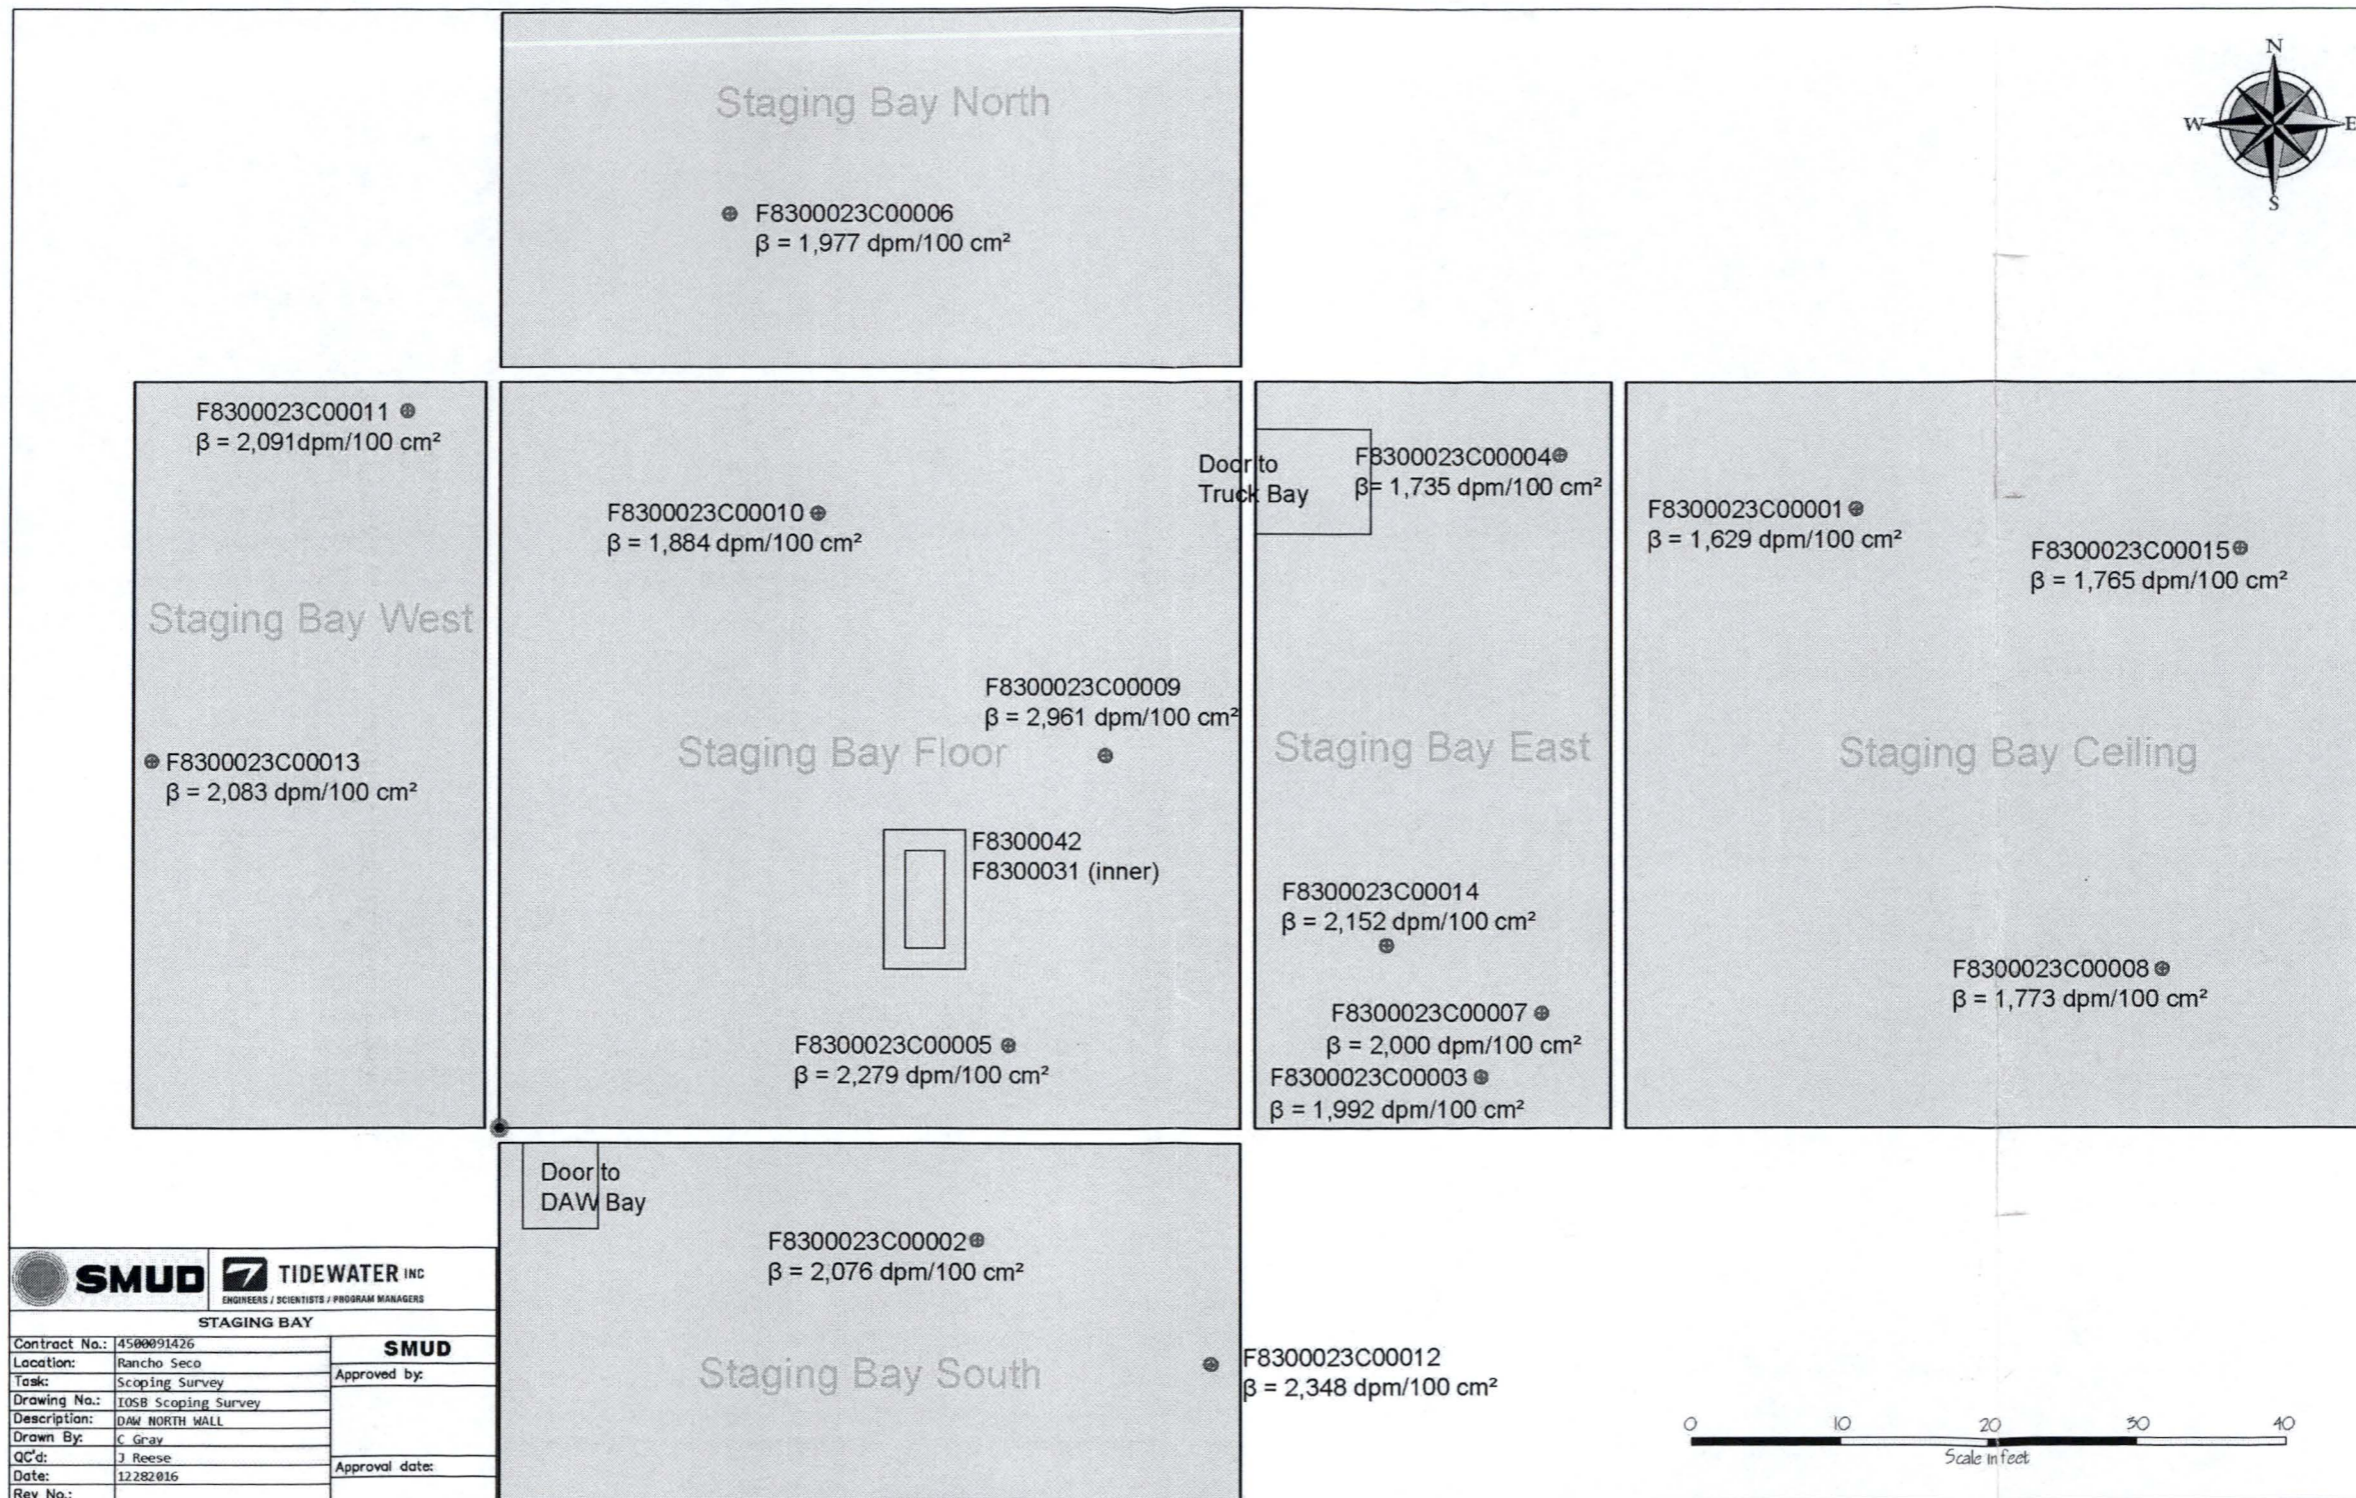 Staging Bay North
N
W
E
S
F8300023C00006
β = 1,977 dpm/100 cm²
F8300023C00011
β = 2,091dpm/100 cm²
Staging Bay West
F8300023C00013
β = 2,083 dpm/100 cm²
F8300023C00010
β = 1,884 dpm/100 cm²
F8300023C00009
β = 2,961 dpm/100 cm²
Staging Bay Floor
F8300042
F8300031 (inner)
F8300023C00005
β = 2,279 dpm/100 cm²
Door to
Truck Bay
F8300023C00004
β= 1,735 dpm/100 cm²
Staging Bay East
F8300023C00014
β = 2,152 dpm/100 cm²
F8300023C00007
β = 2,000 dpm/100 cm²
F8300023C00003
β = 1,992 dpm/100 cm²
F8300023C00001
β = 1,629 dpm/100 cm²
F8300023C00015
β = 1,765 dpm/100 cm²
Staging Bay Ceiling
F8300023C00008
β = 1,773 dpm/100 cm²
Door to
DAW Bay
F8300023C00002
β = 2,076 dpm/100 cm²
Staging Bay South
F8300023C00012
β = 2,348 dpm/100 cm²
SMUD
TIDEWATER INC
ENGINEERS / SCIENTISTS / PROGRAM MANAGERS
STAGING BAY
Contract No.: 4500091426
Location: Rancho Seco
Task: Scoping Survey
Drawing No.: IOSB Scoping Survey
Description: DAW NORTH WALL
Drawn By: C Gray
QC'd: J Reese
Date: 12282016
Rev No.:
SMUD
Approved by:
Approval date:
0 10 20 30 40
Scale in feet